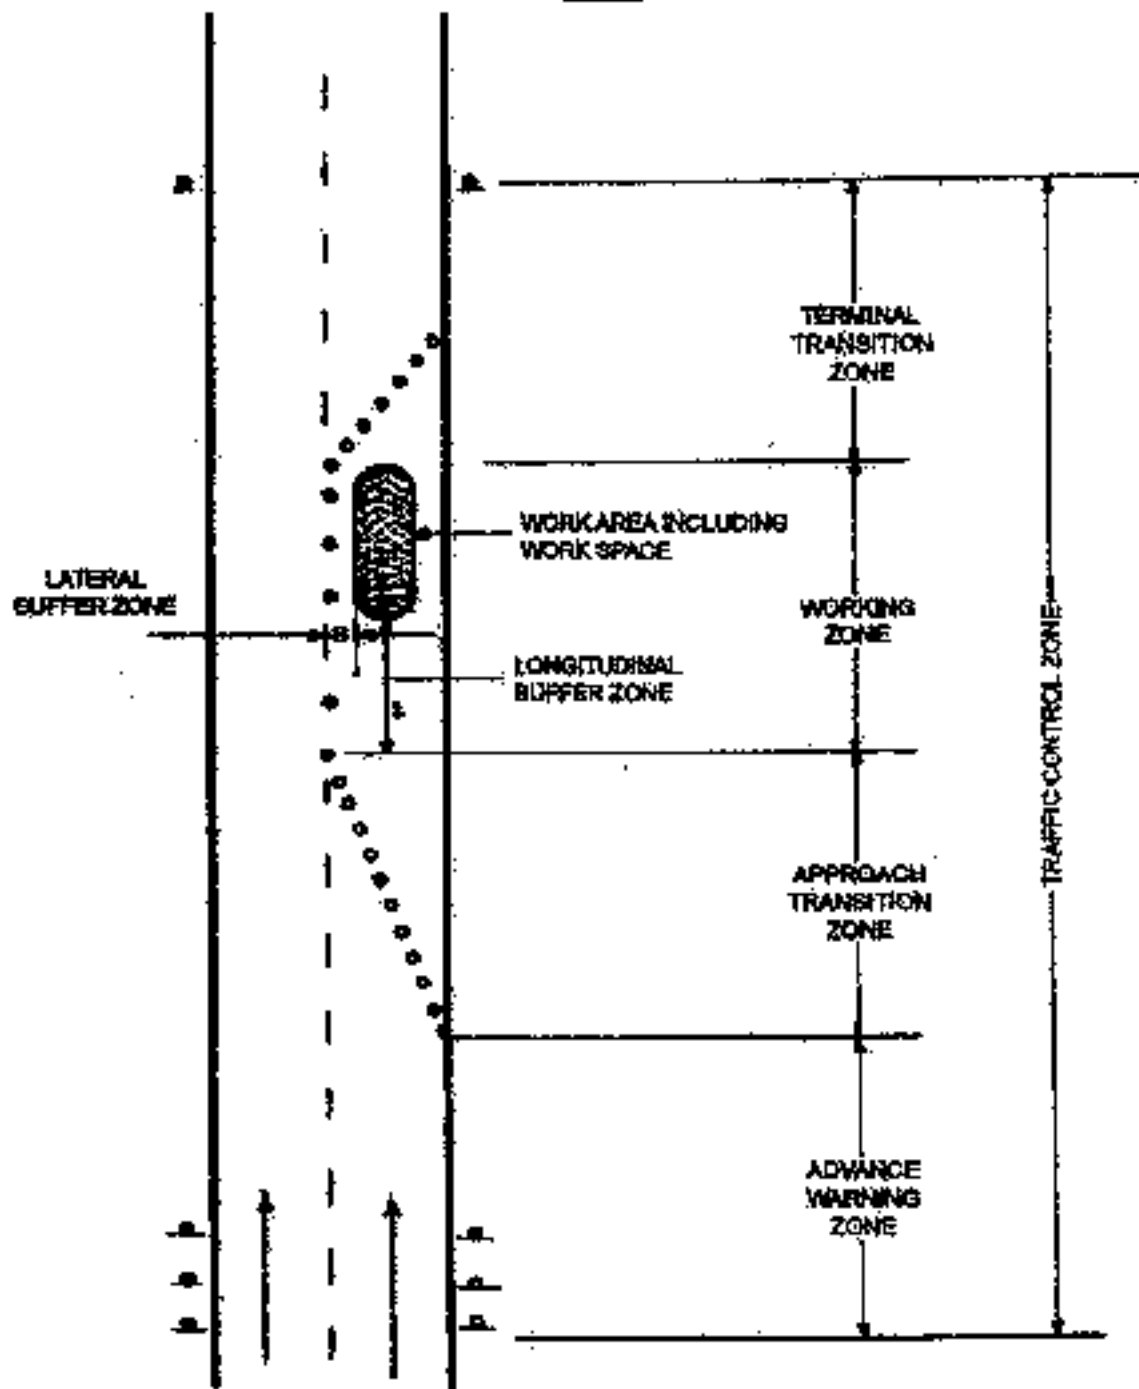 TERMINAL
TRANSITION
ZONE
WORK AREA INCLUDING
WORK SPACE
LATERAL
BUFFER ZONE
WORKING
ZONE
B
LONGITUDINAL
BUFFER ZONE
F
TRAFFIC CONTROL ZONE
APPROACH
TRANSITION
ZONE
ADVANCE
WARNING
ZONE